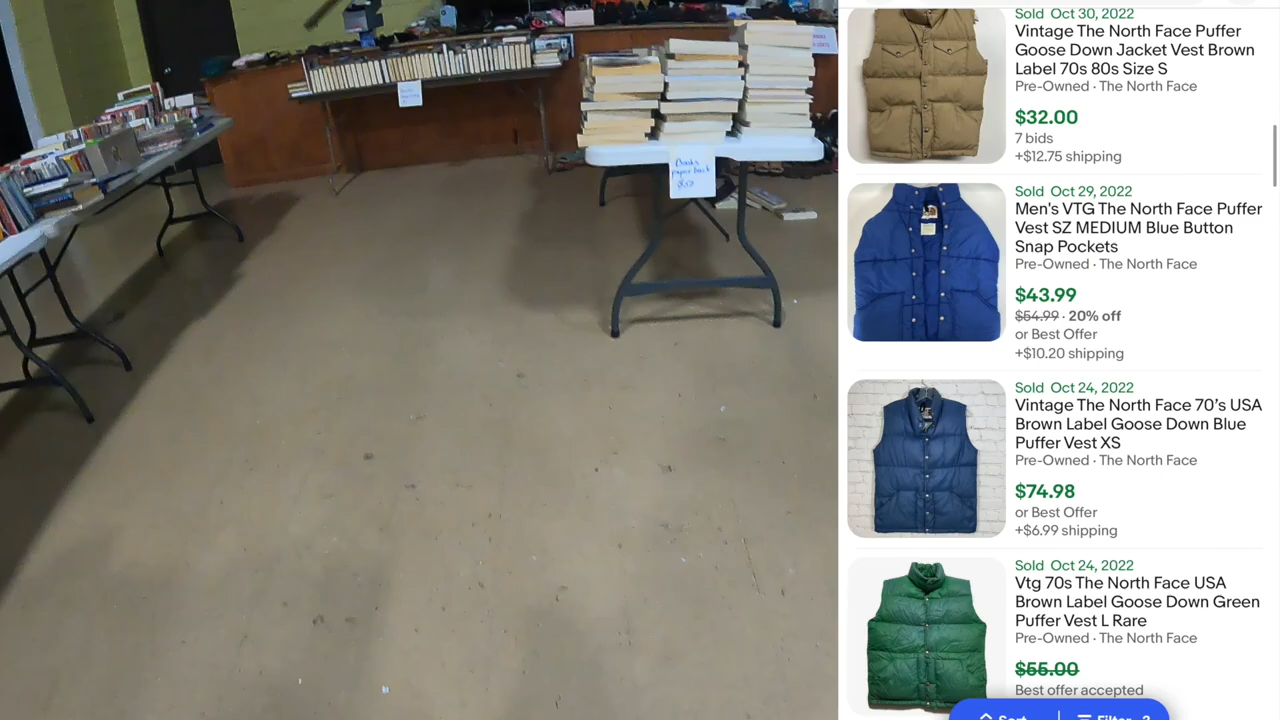 Books
paperback
Sold Oct 30, 2022
Vintage The North Face Puffer
Goose Down Jacket Vest Brown
Label 70s 80s Size S
Pre-Owned · The North Face
$32.00
7 bids
+$12.75 shipping
Sold Oct 29, 2022
Men's VTG The North Face Puffer
Vest SZ MEDIUM Blue Button
Snap Pockets
Pre-Owned · The North Face
$43.99
$54.99 · 20% off
or Best Offer
+$10.20 shipping
Sold Oct 24, 2022
Vintage The North Face 70’s USA
Brown Label Goose Down Blue
Puffer Vest XS
Pre-Owned · The North Face
$74.98
or Best Offer
+$6.99 shipping
Sold Oct 24, 2022
Vtg 70s The North Face USA
Brown Label Goose Down Green
Puffer Vest L Rare
Pre-Owned · The North Face
$55.00
Best offer accepted
Sort
Filter